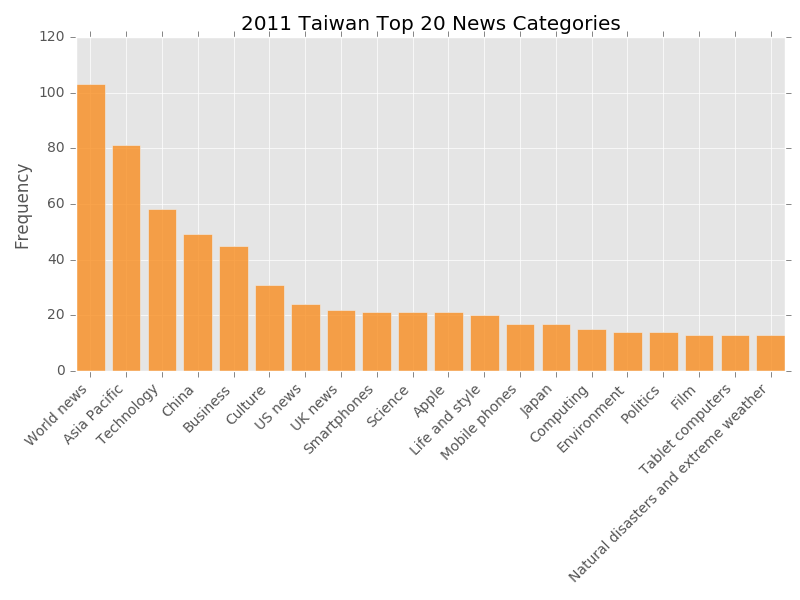 2011 Taiwan Top 20 News Categories
120
100
80
60
40
20
0
Frequency
World news
Asia Pacific
Technology
China
Business
Culture
US news
UK news
Smartphones
Science
Apple
Life and style
Mobile phones
Japan
Computing
Environment
Politics
Film
Tablet computers
Natural disasters and extreme weather